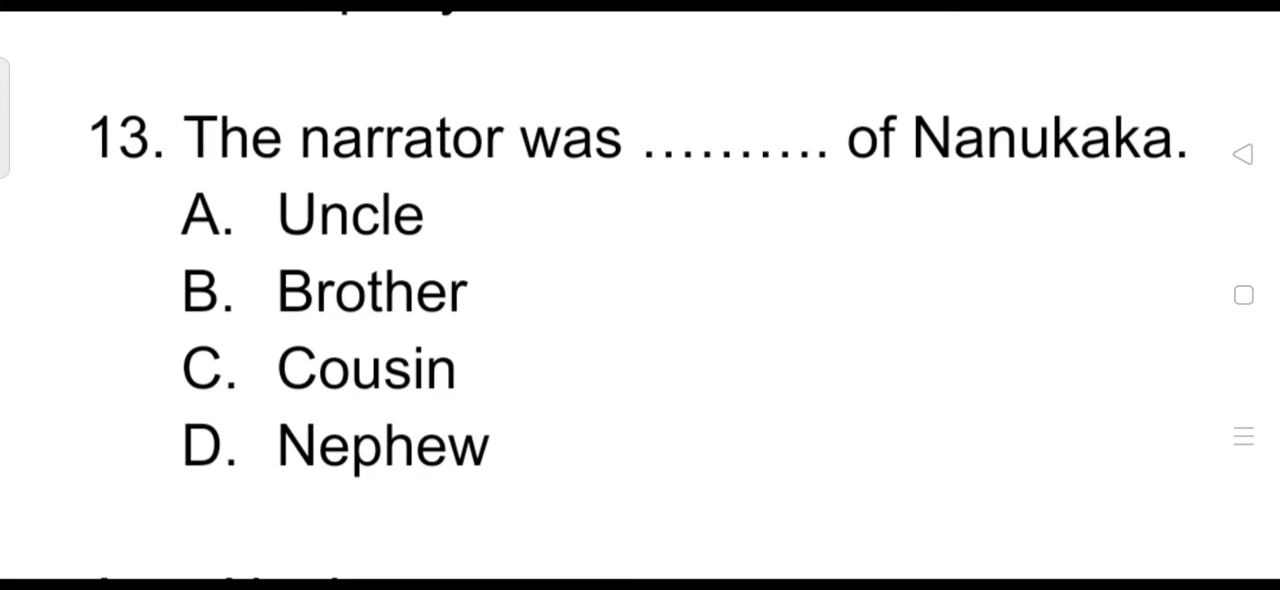 13. The narrator was .......... of Nanukaka.
A. Uncle
B. Brother
C. Cousin
D. Nephew